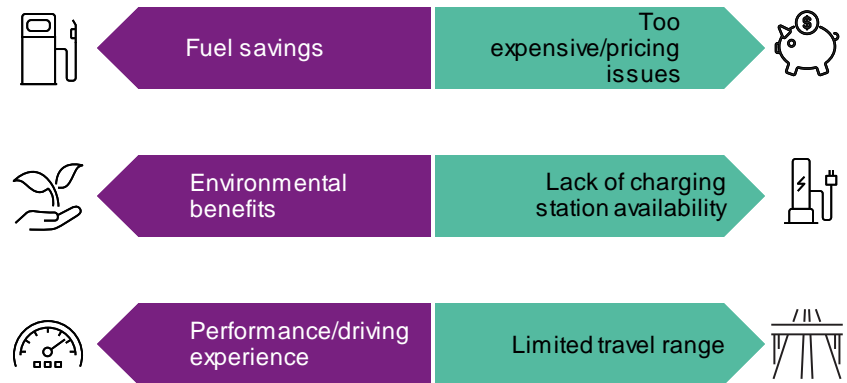 Fuel savings
Too
expensive/pricing
issues
$
Environmental
benefits
Lack of charging
station availability
Performance/driving
experience
Limited travel range